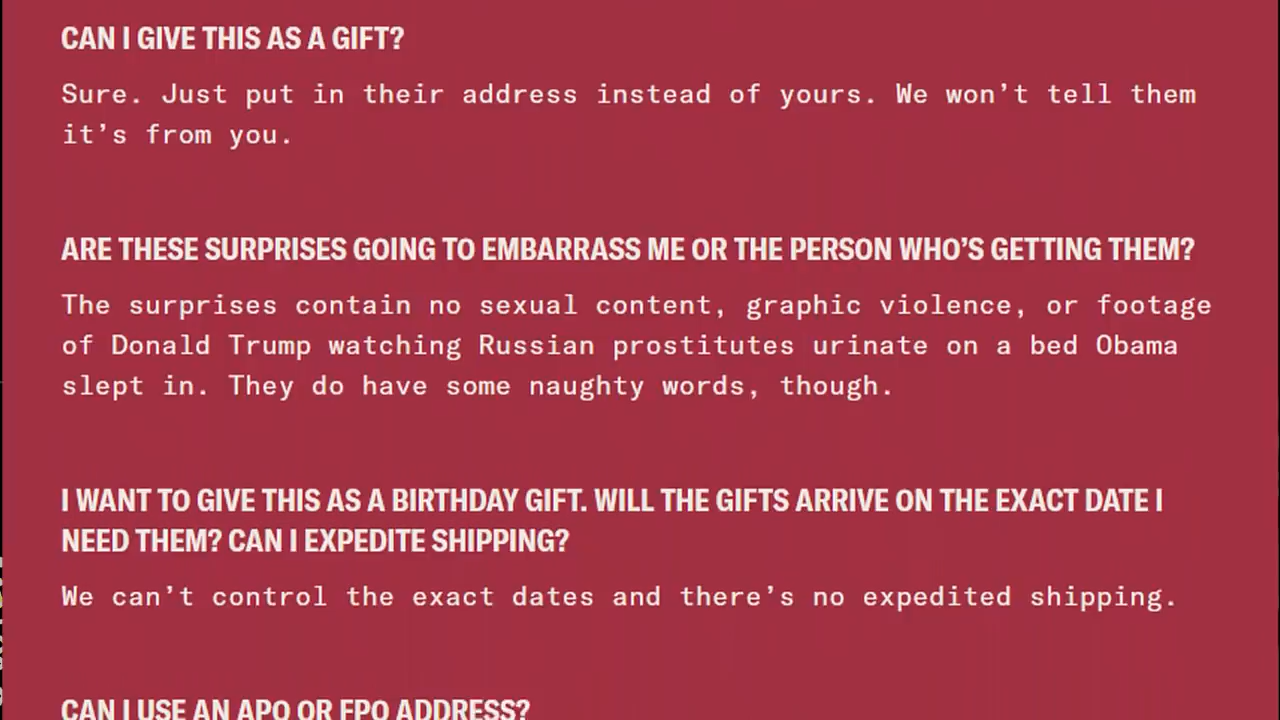 CAN I GIVE THIS AS A GIFT?
Sure. Just put in their address instead of yours. We won’t tell them
it’s from you.
ARE THESE SURPRISES GOING TO EMBARRASS ME OR THE PERSON WHO’S GETTING THEM?
The surprises contain no sexual content, graphic violence, or footage
of Donald Trump watching Russian prostitutes urinate on a bed Obama
slept in. They do have some naughty words, though.
I WANT TO GIVE THIS AS A BIRTHDAY GIFT. WILL THE GIFTS ARRIVE ON THE EXACT DATE I
NEED THEM? CAN I EXPEDITE SHIPPING?
We can’t control the exact dates and there’s no expedited shipping.
CAN I USE AN APO OR FPO ADDRESS?